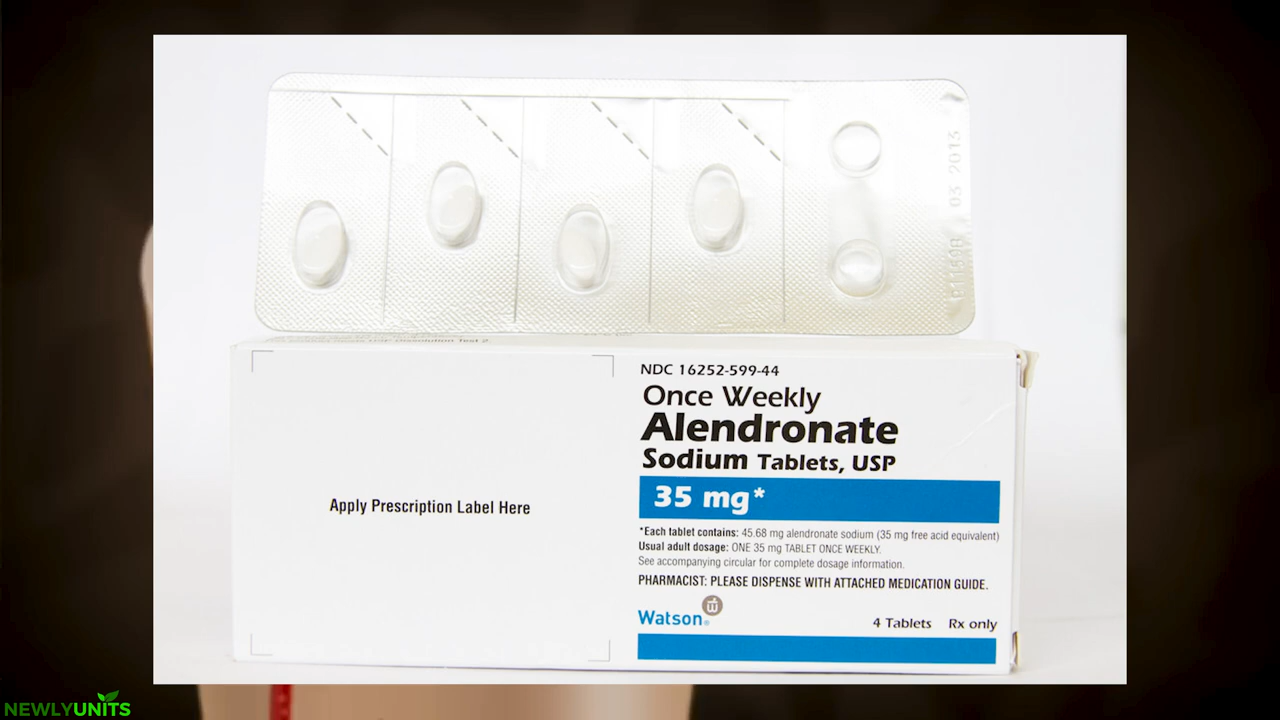 03 2013
NDC 16252-599-44
Once Weekly
Alendronate
Sodium Tablets, USP
35 mg*
Apply Prescription Label Here
*Each tablet contains: 45.68 mg alendronate sodium (35 mg free acid equivalent)
Usual adult dosage: ONE 35 mg TABLET ONCE WEEKLY.
See accompanying circular for complete dosage information.
PHARMACIST: PLEASE DISPENSE WITH ATTACHED MEDICATION GUIDE.
Watson®
4 Tablets Rx only
NEWLYUNITS